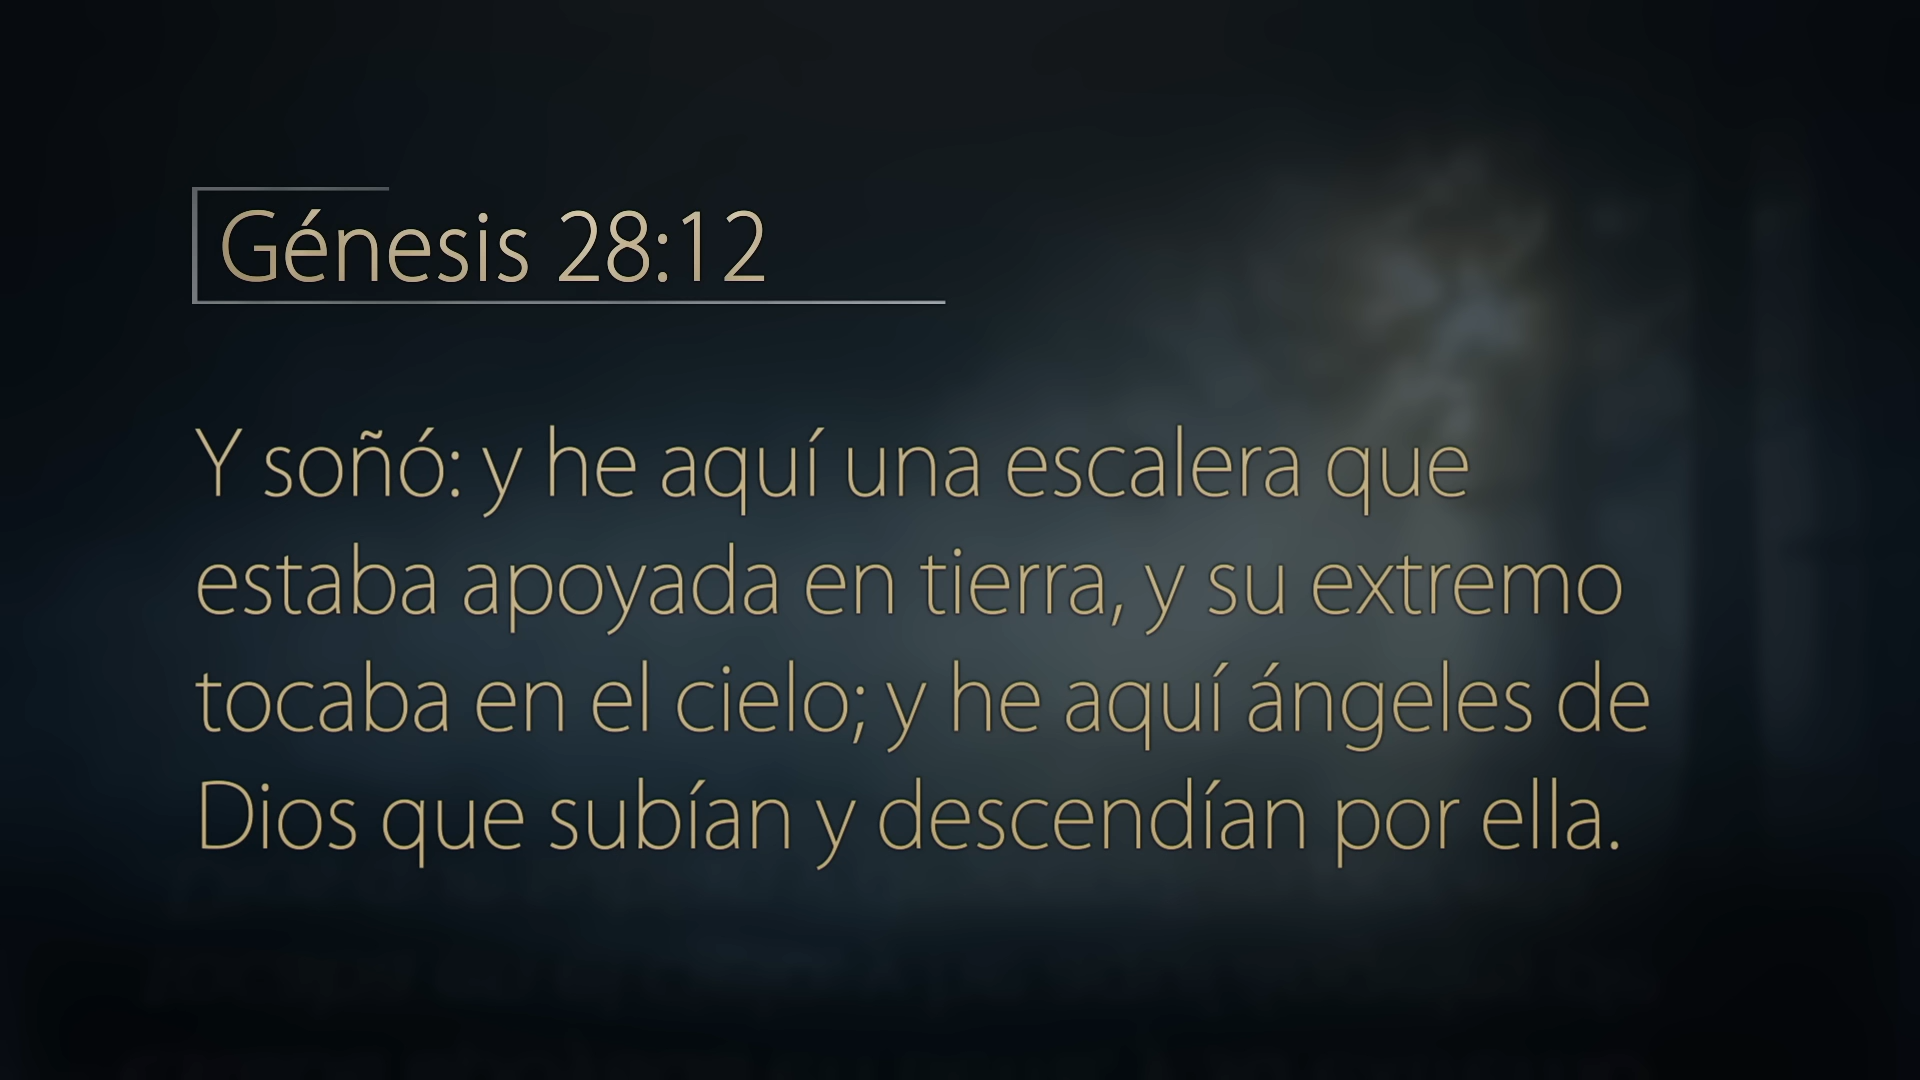 Génesis 28:12
Y soñó: y he aquí una escalera que
estaba apoyada en tierra, y su extremo
tocaba en el cielo; y he aquí ángeles de
Dios que subían y descendían por ella.